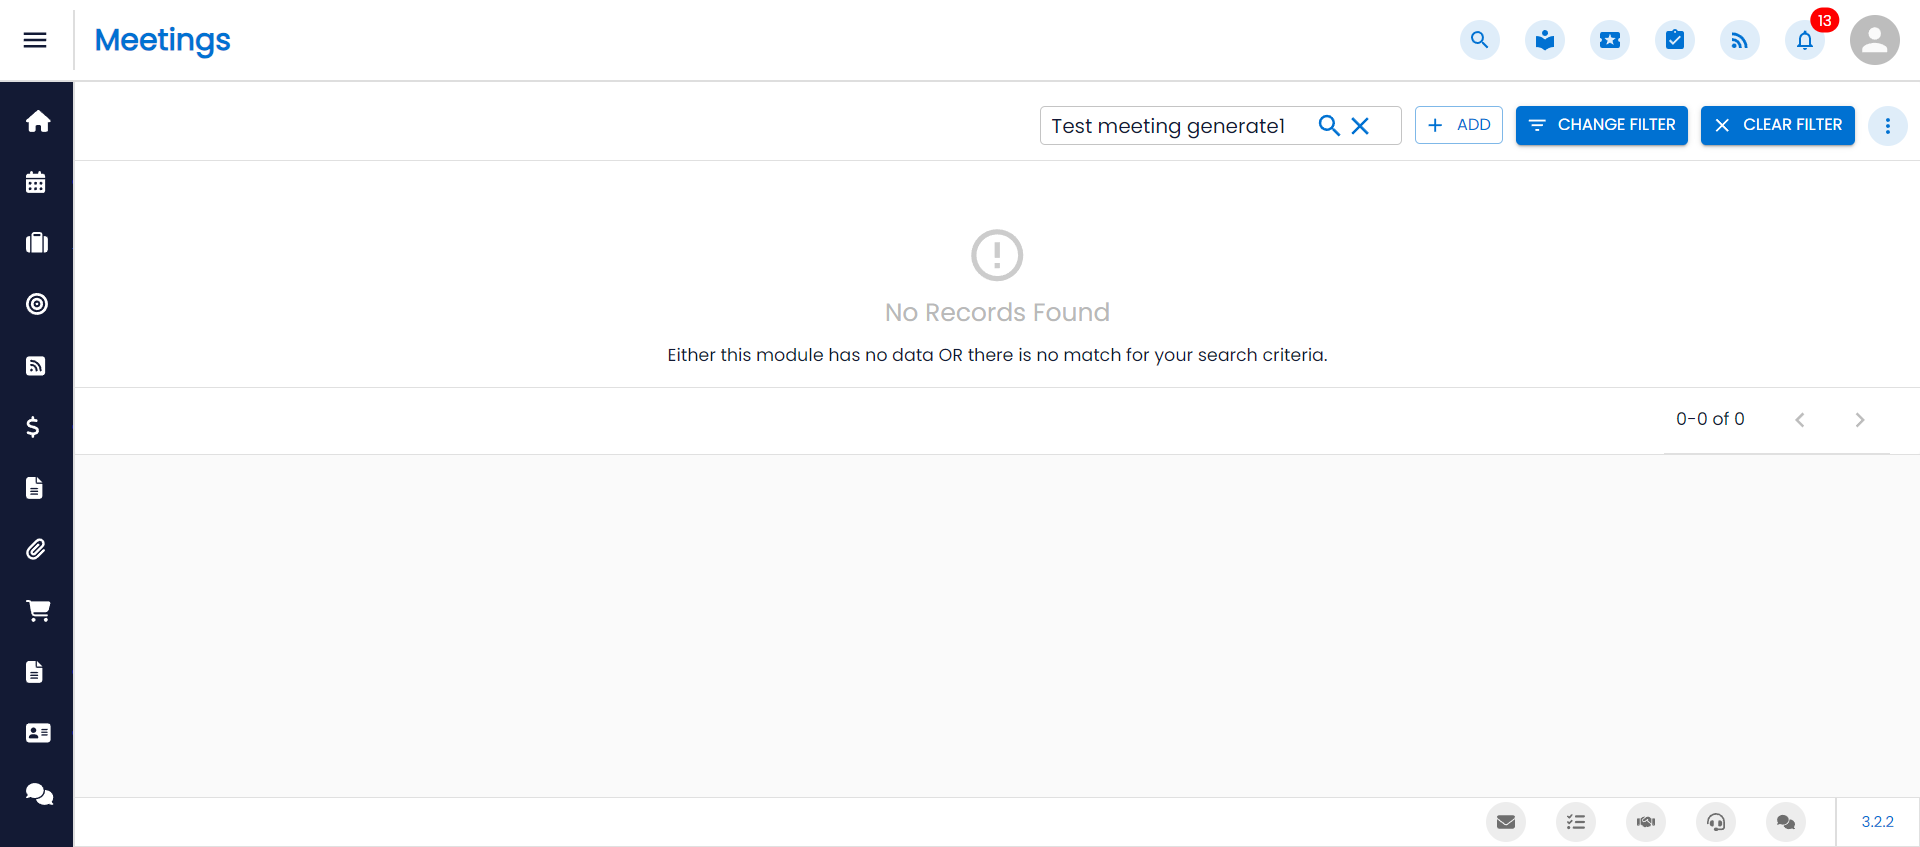 Meetings
13
Test meeting generate1
ADD
CHANGE FILTER
CLEAR FILTER
No Records Found
Either this module has no data OR there is no match for your search criteria.
0-0 of 0
3.2.2